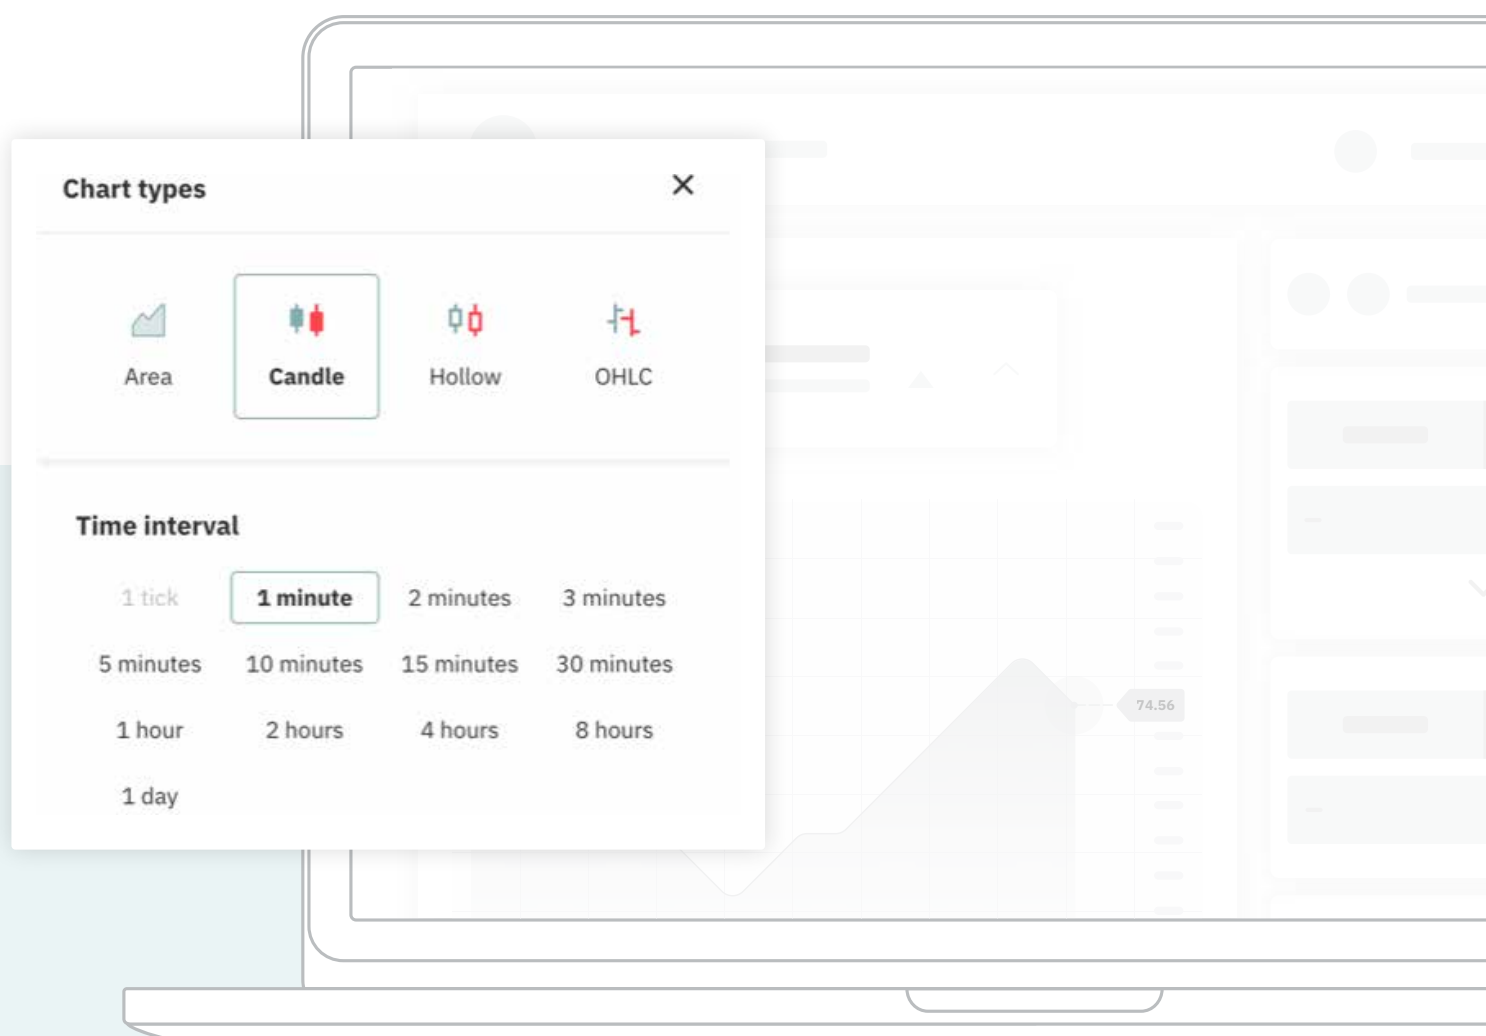 Chart types
Area Candle Hollow OHLC
Time interval
1 tick 1 minute 2 minutes 3 minutes
5 minutes 10 minutes 15 minutes 30 minutes
1 hour 2 hours 4 hours 8 hours
1 day
74.56